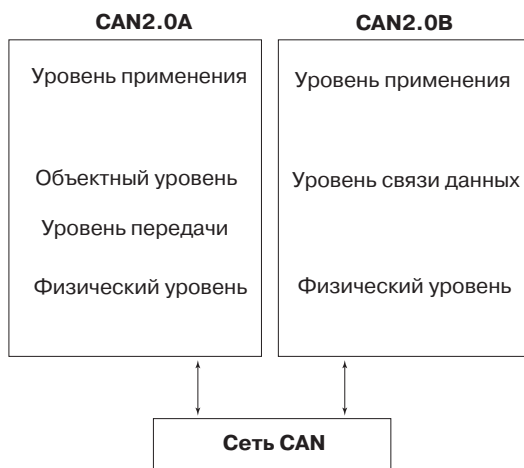 CAN2.0A
Уровень применения
Объектный уровень
Уровень передачи
Физический уровень
CAN2.0B
Уровень применения
Уровень связи данных
Физический уровень
Сеть CAN